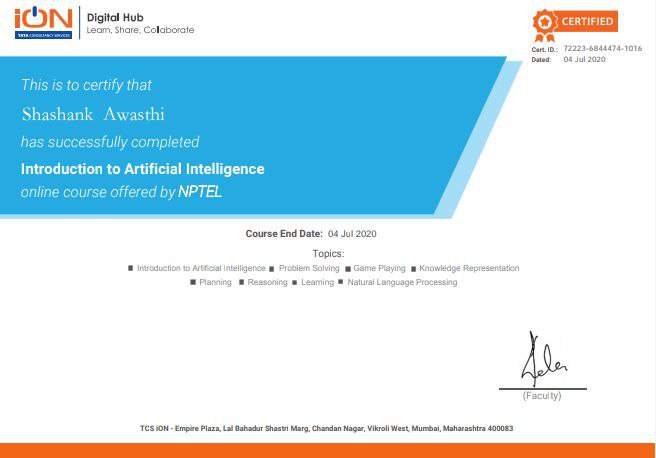 iON
TATA CONSULTANCY SERVICES
Digital Hub
Learn, Share, Collaborate
CERTIFIED
Cert. ID.: 72223-6844474-1016
Dated: 04 Jul 2020
This is to certify that
Shashank Awasthi
has successfully completed
Introduction to Artificial Intelligence
online course offered by NPTEL
Course End Date: 04 Jul 2020
Topics:
■ Introduction to Artificial Intelligence ■ Problem Solving ■ Game Playing ■ Knowledge Representation
■ Planning ■ Reasoning ■ Learning ■ Natural Language Processing
(Faculty)
TCS iON - Empire Plaza, Lal Bahadur Shastri Marg, Chandan Nagar, Vikroli West, Mumbai, Maharashtra 400083